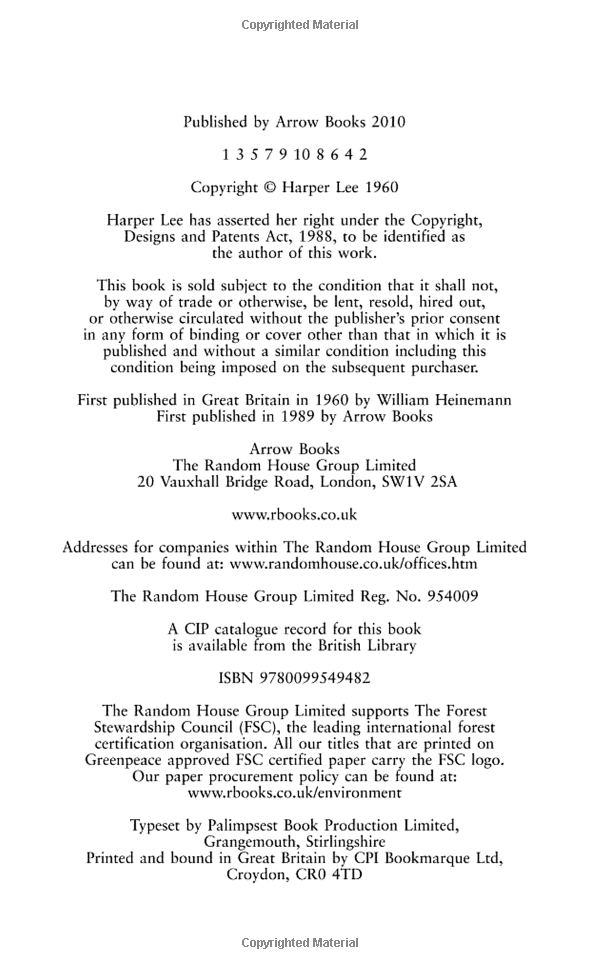 Copyrighted Material
Published by Arrow Books 2010
1 3 5 7 9 10 8 6 4 2
Copyright © Harper Lee 1960
Harper Lee has asserted her right under the Copyright,
Designs and Patents Act, 1988, to be identified as
the author of this work.
This book is sold subject to the condition that it shall not,
by way of trade or otherwise, be lent, resold, hired out,
or otherwise circulated without the publisher's prior consent
in any form of binding or cover other than that in which it is
published and without a similar condition including this
condition being imposed on the subsequent purchaser.
First published in Great Britain in 1960 by William Heinemann
First published in 1989 by Arrow Books
Arrow Books
The Random House Group Limited
20 Vauxhall Bridge Road, London, SW1V 2SA
www.rbooks.co.uk
Addresses for companies within The Random House Group Limited
can be found at: www.randomhouse.co.uk/offices.htm
The Random House Group Limited Reg. No. 954009
A CIP catalogue record for this book
is available from the British Library
ISBN 9780099549482
The Random House Group Limited supports The Forest
Stewardship Council (FSC), the leading international forest
certification organisation. All our titles that are printed on
Greenpeace approved FSC certified paper carry the FSC logo.
Our paper procurement policy can be found at:
www.rbooks.co.uk/environment
Typeset by Palimpsest Book Production Limited,
Grangemouth, Stirlingshire
Printed and bound in Great Britain by CPI Bookmarque Ltd,
Croydon, CR0 4TD
Copyrighted Material